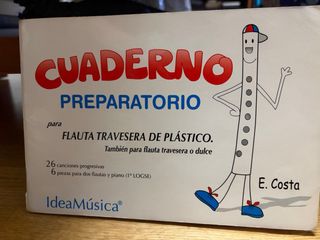 CUADERNO
PREPARATORIO
para
FLAUTA TRAVESERA DE PLÁSTICO.
También para flauta travesera o dulce
26 canciones progresivas
6 piezas para dos flautas y piano (1º LOGSE)
E. Costa
IdeaMúsica®